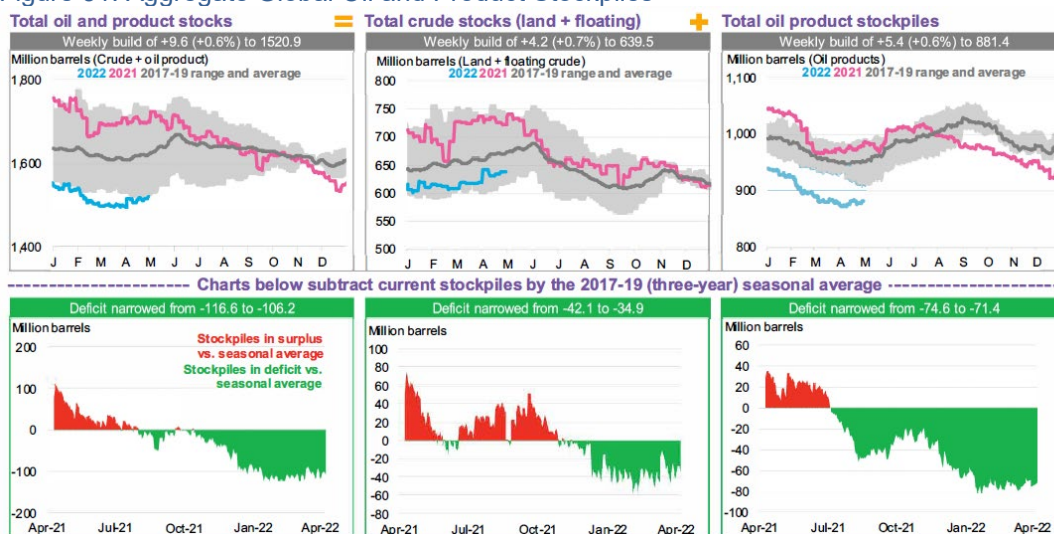 Total oil and product stocks
=
Total crude stocks (land + floating)
+
Total oil product stockpiles
Weekly build of +9.6 (+0.6%) to 1520.9
Weekly build of +4.2 (+0.7%) to 639.5
Weekly build of +5.4 (+0.6%) to 881.4
Million barrels (Crude + oil product)
2022 2021 2017-19 range and average
1,800
1,600
1,400
J F M A M J J A S O N D
Million barrels (Land + floating crude)
2022 2021 2017-19 range and average
800
750
700
650
600
550
500
J F M A M J J A S O N D
Million barrels (Oil products)
2022 2021 2017-19 range and average
1,100
1,000
900
800
J F M A M J J A S O N D
Charts below subtract current stockpiles by the 2017-19 (three-year) seasonal average
Deficit narrowed from -116.6 to -106.2
Deficit narrowed from -42.1 to -34.9
Deficit narrowed from -74.6 to -71.4
Million barrels
Stockpiles in surplus
vs. seasonal average
Stockpiles in deficit vs.
seasonal average
200
100
0
-100
-200
Apr-21 Jul-21 Oct-21 Jan-22 Apr-22
Million barrels
100
80
60
40
20
0
-20
-40
-60
-80
Apr-21 Jul-21 Oct-21 Jan-22 Apr-22
Million barrels
60
40
20
0
-20
-40
-60
-80
-100
Apr-21 Jul-21 Oct-21 Jan-22 Apr-22